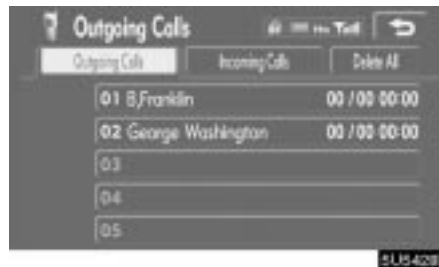 Outgoing Calls
Outgoing Calls Incoming Calls Delete All
01 B,Franklin 00/00 00:00
02 George Washington 00/00 00:00
03
04
05